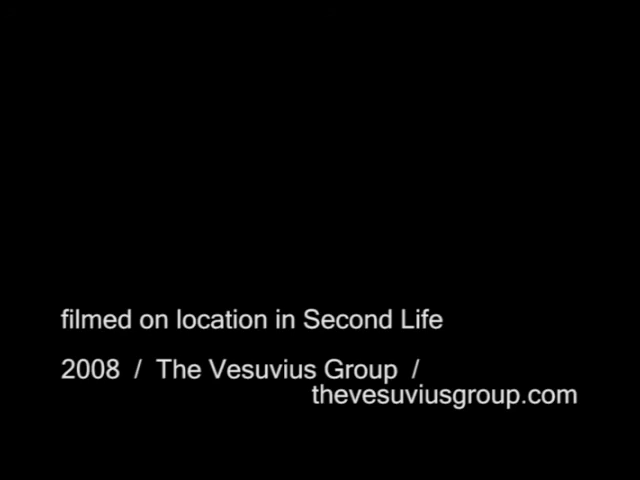 filmed on location in Second Life
2008 / The Vesuvius Group /
thevesuviusgroup.com